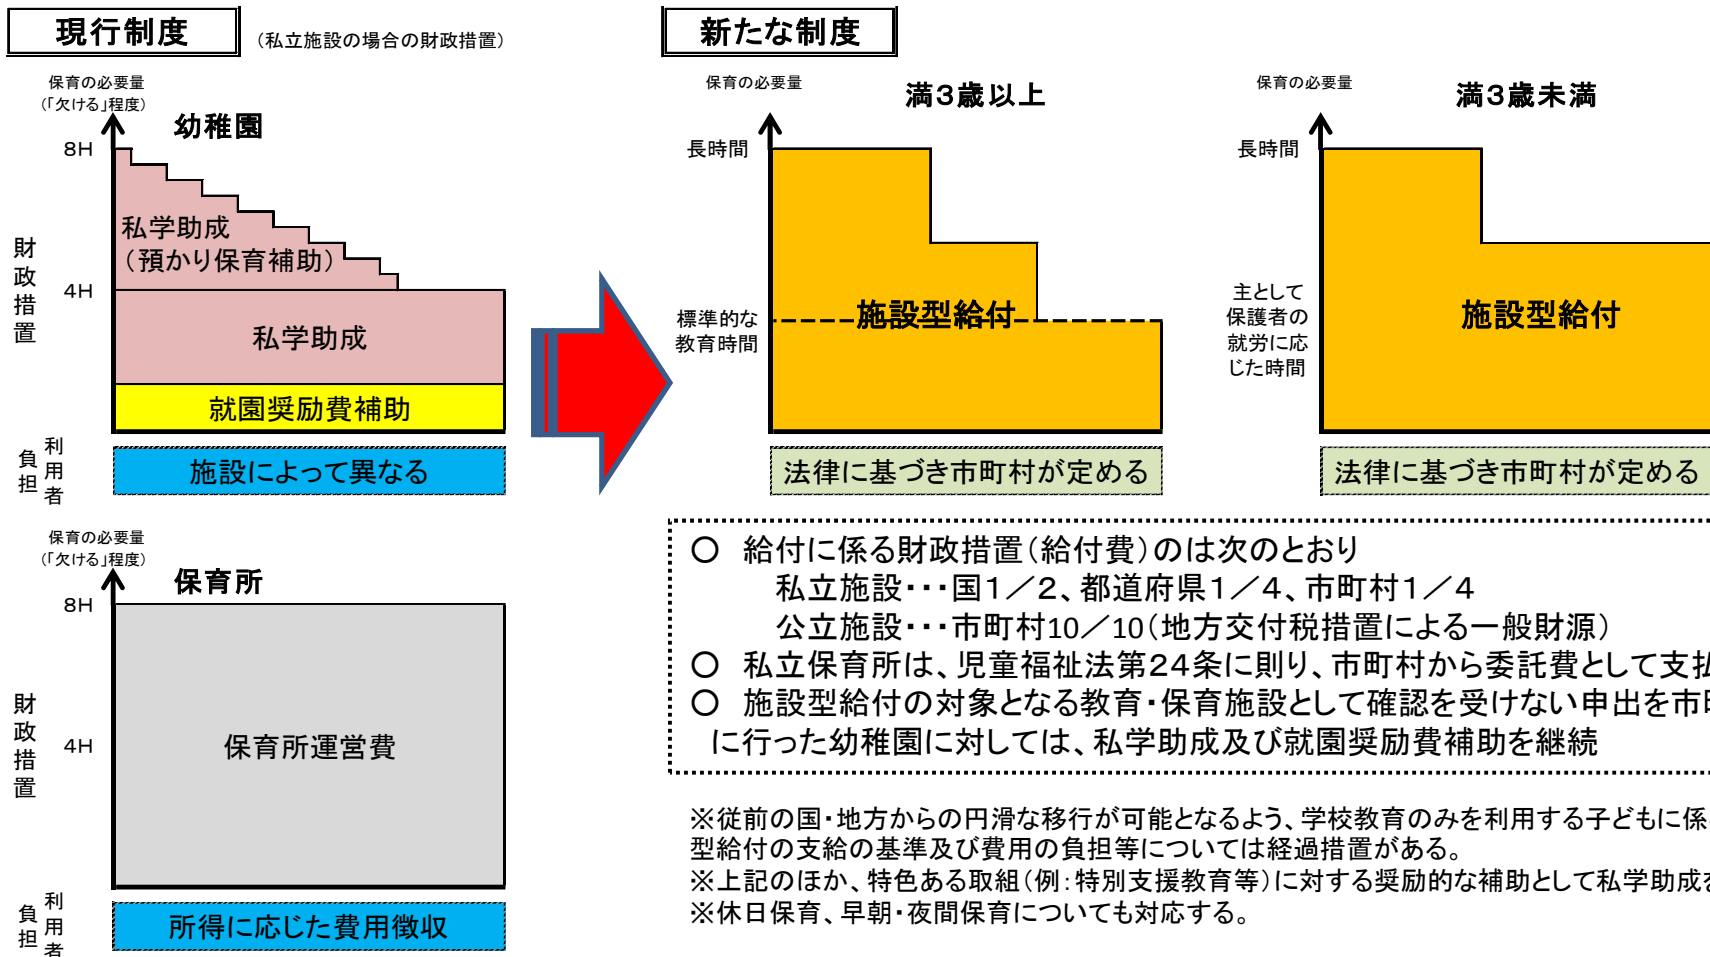 現行制度
(私立施設の場合の財政措置)
保育の必要量
(「欠ける」程度)
幼稚園
8H
私学助成
(預かり保育補助)
4H
私学助成
就園奨励費補助
財政措置
利用者
負担
施設によって異なる
保育の必要量
(「欠ける」程度)
保育所
8H
4H
保育所運営費
財政措置
利用者
負担
所得に応じた費用徴収
新たな制度
保育の必要量
満3歳以上
長時間
標準的な
教育時間
施設型給付
法律に基づき市町村が定める
保育の必要量
満3歳未満
長時間
主として
保護者の
就労に応
じた時間
施設型給付
法律に基づき市町村が定める
○ 給付に係る財政措置(給付費)のは次のとおり
私立施設・・・国1/2、都道府県1/4、市町村1/4
公立施設・・・市町村10/10(地方交付税措置による一般財源)
○ 私立保育所は、児童福祉法第24条に則り、市町村から委託費として支払
○ 施設型給付の対象となる教育・保育施設として確認を受けない申出を市町
に行った幼稚園に対しては、私学助成及び就園奨励費補助を継続
※従前の国・地方からの円滑な移行が可能となるよう、学校教育のみを利用する子どもに係
型給付の支給の基準及び費用の負担等については経過措置がある。
※上記のほか、特色ある取組(例:特別支援教育等)に対する奨励的な補助として私学助成を
※休日保育、早朝・夜間保育についても対応する。